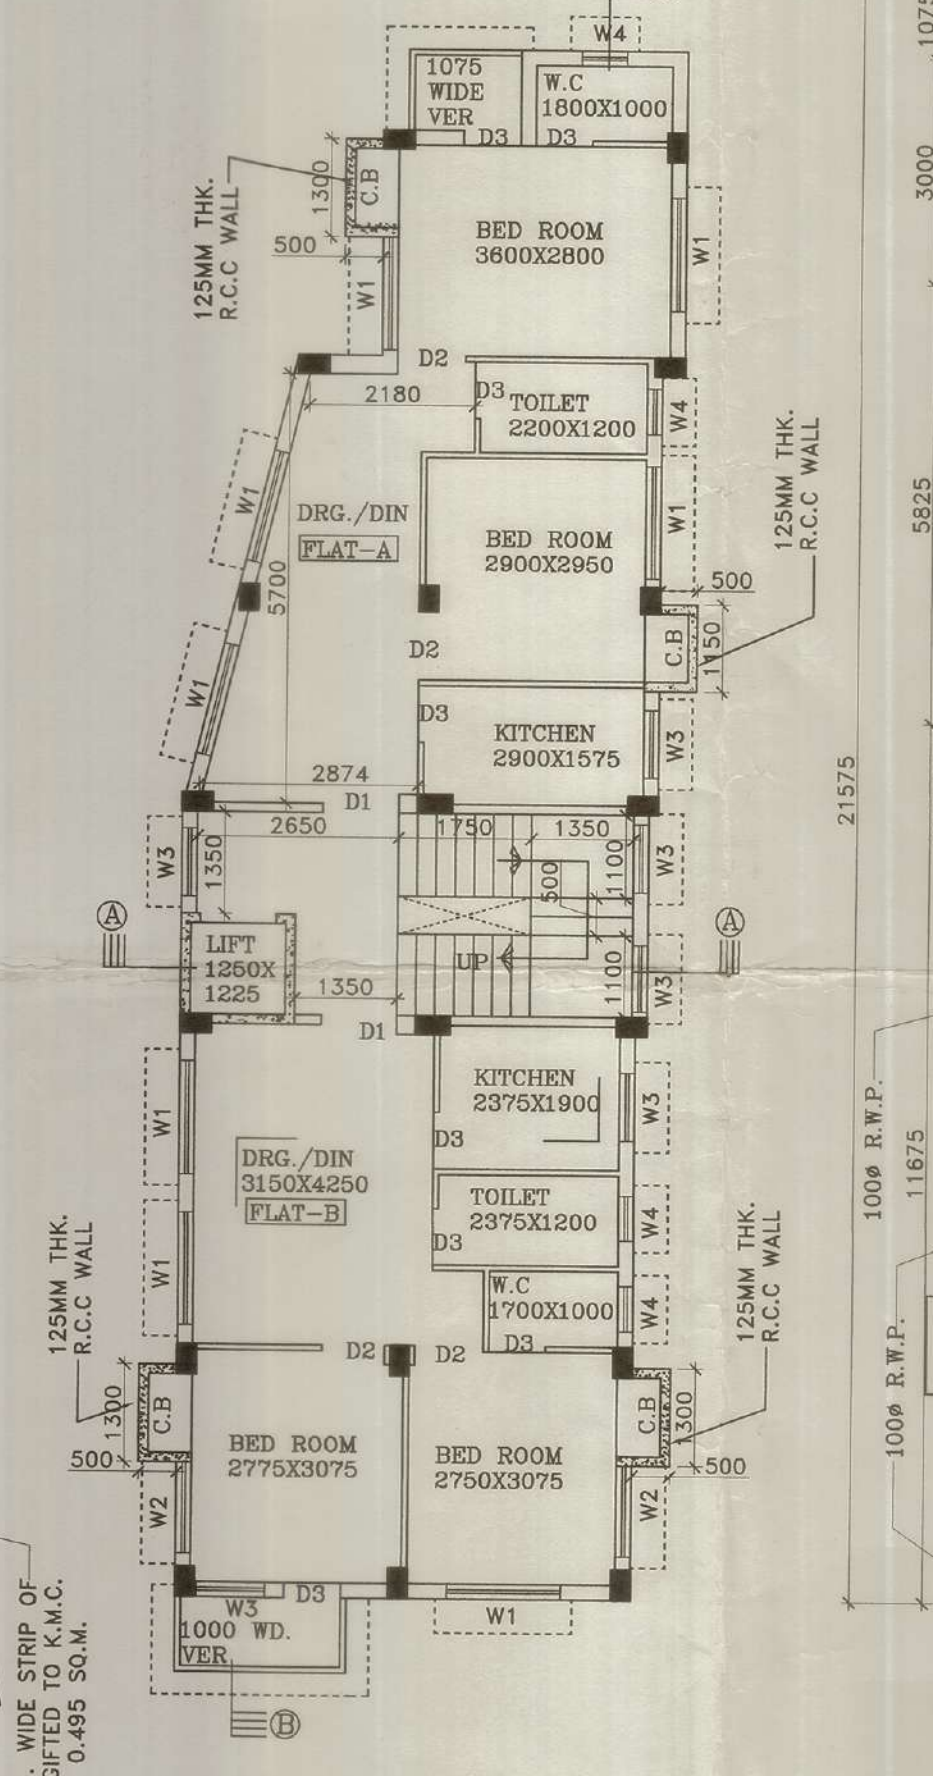 W4
1075
WIDE
VER
W.C
1800X1000
D3
D3
1075
125MM THK.
R.C.C WALL
1300
C.B
500
W1
BED ROOM
3600X2800
W1
3000
D2
2180
D3
TOILET
2200X1200
W4
W1
DRG./DIN
FLAT-A
5700
BED ROOM
2900X2950
W1
125MM THK.
R.C.C WALL
5825
500
C.B
1150
D2
W1
D3
KITCHEN
2900X1575
W3
2874
D1
21575
2650
1750
1350
W3
1350
500
1100
W3
A
A
LIFT
1250X
1225
UP
1350
1100
W3
D1
W1
KITCHEN
2375X1900
W3
D3
100ø R.W.P.
11675
DRG./DIN
3150X4250
FLAT-B
TOILET
2375X1200
W4
D3
W1
W.C
1700X1000
W4
D3
125MM THK.
R.C.C WALL
125MM THK.
R.C.C WALL
100ø R.W.P.
D2
D2
1300
C.B
C.B
1300
500
BED ROOM
2775X3075
BED ROOM
2750X3075
500
W2
W2
W3
D3
W1
1000 WD.
VER
B
WIDE STRIP OF
GIFTED TO K.M.C.
0.495 SQ.M.